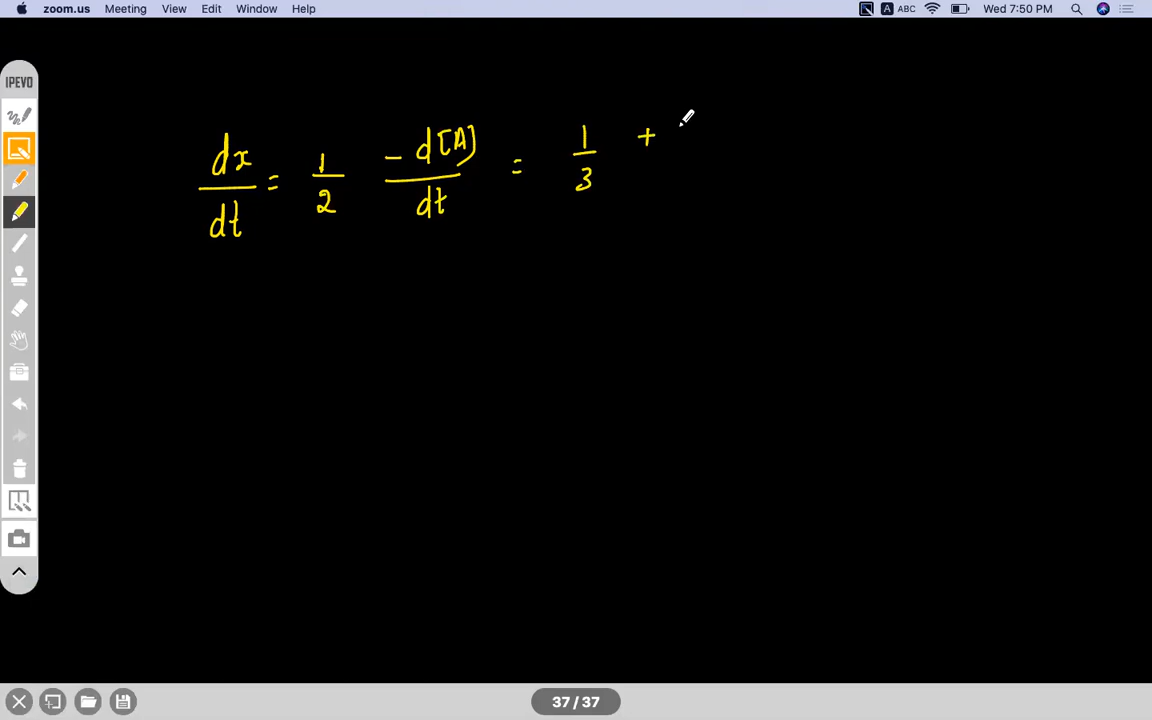 zoom.us Meeting View Edit Window Help A ABC Wed 7:50 PM
IPEVO
dx/dt = 1/2 -d[A]/dt = 1/3 +
37 / 37